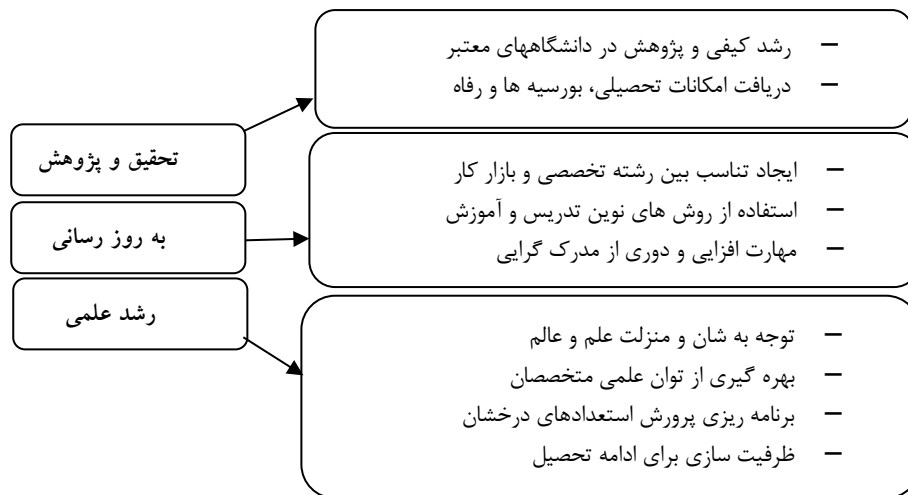 – رشد کیفی و پژوهش در دانشگاههای معتبر
– دریافت امکانات تحصیلی، بورسیه ها و رفاه
تحقیق و پژوهش
– ایجاد تناسب بین رشته تخصصی و بازار کار
– استفاده از روش های نوین تدریس و آموزش
– مهارت افزایی و دوری از مدرک گرایی
به روز رسانی
رشد علمی
– توجه به شان و منزلت علم و عالم
– بهره گیری از توان علمی متخصصان
– برنامه ریزی پرورش استعدادهای درخشان
– ظرفیت سازی برای ادامه تحصیل